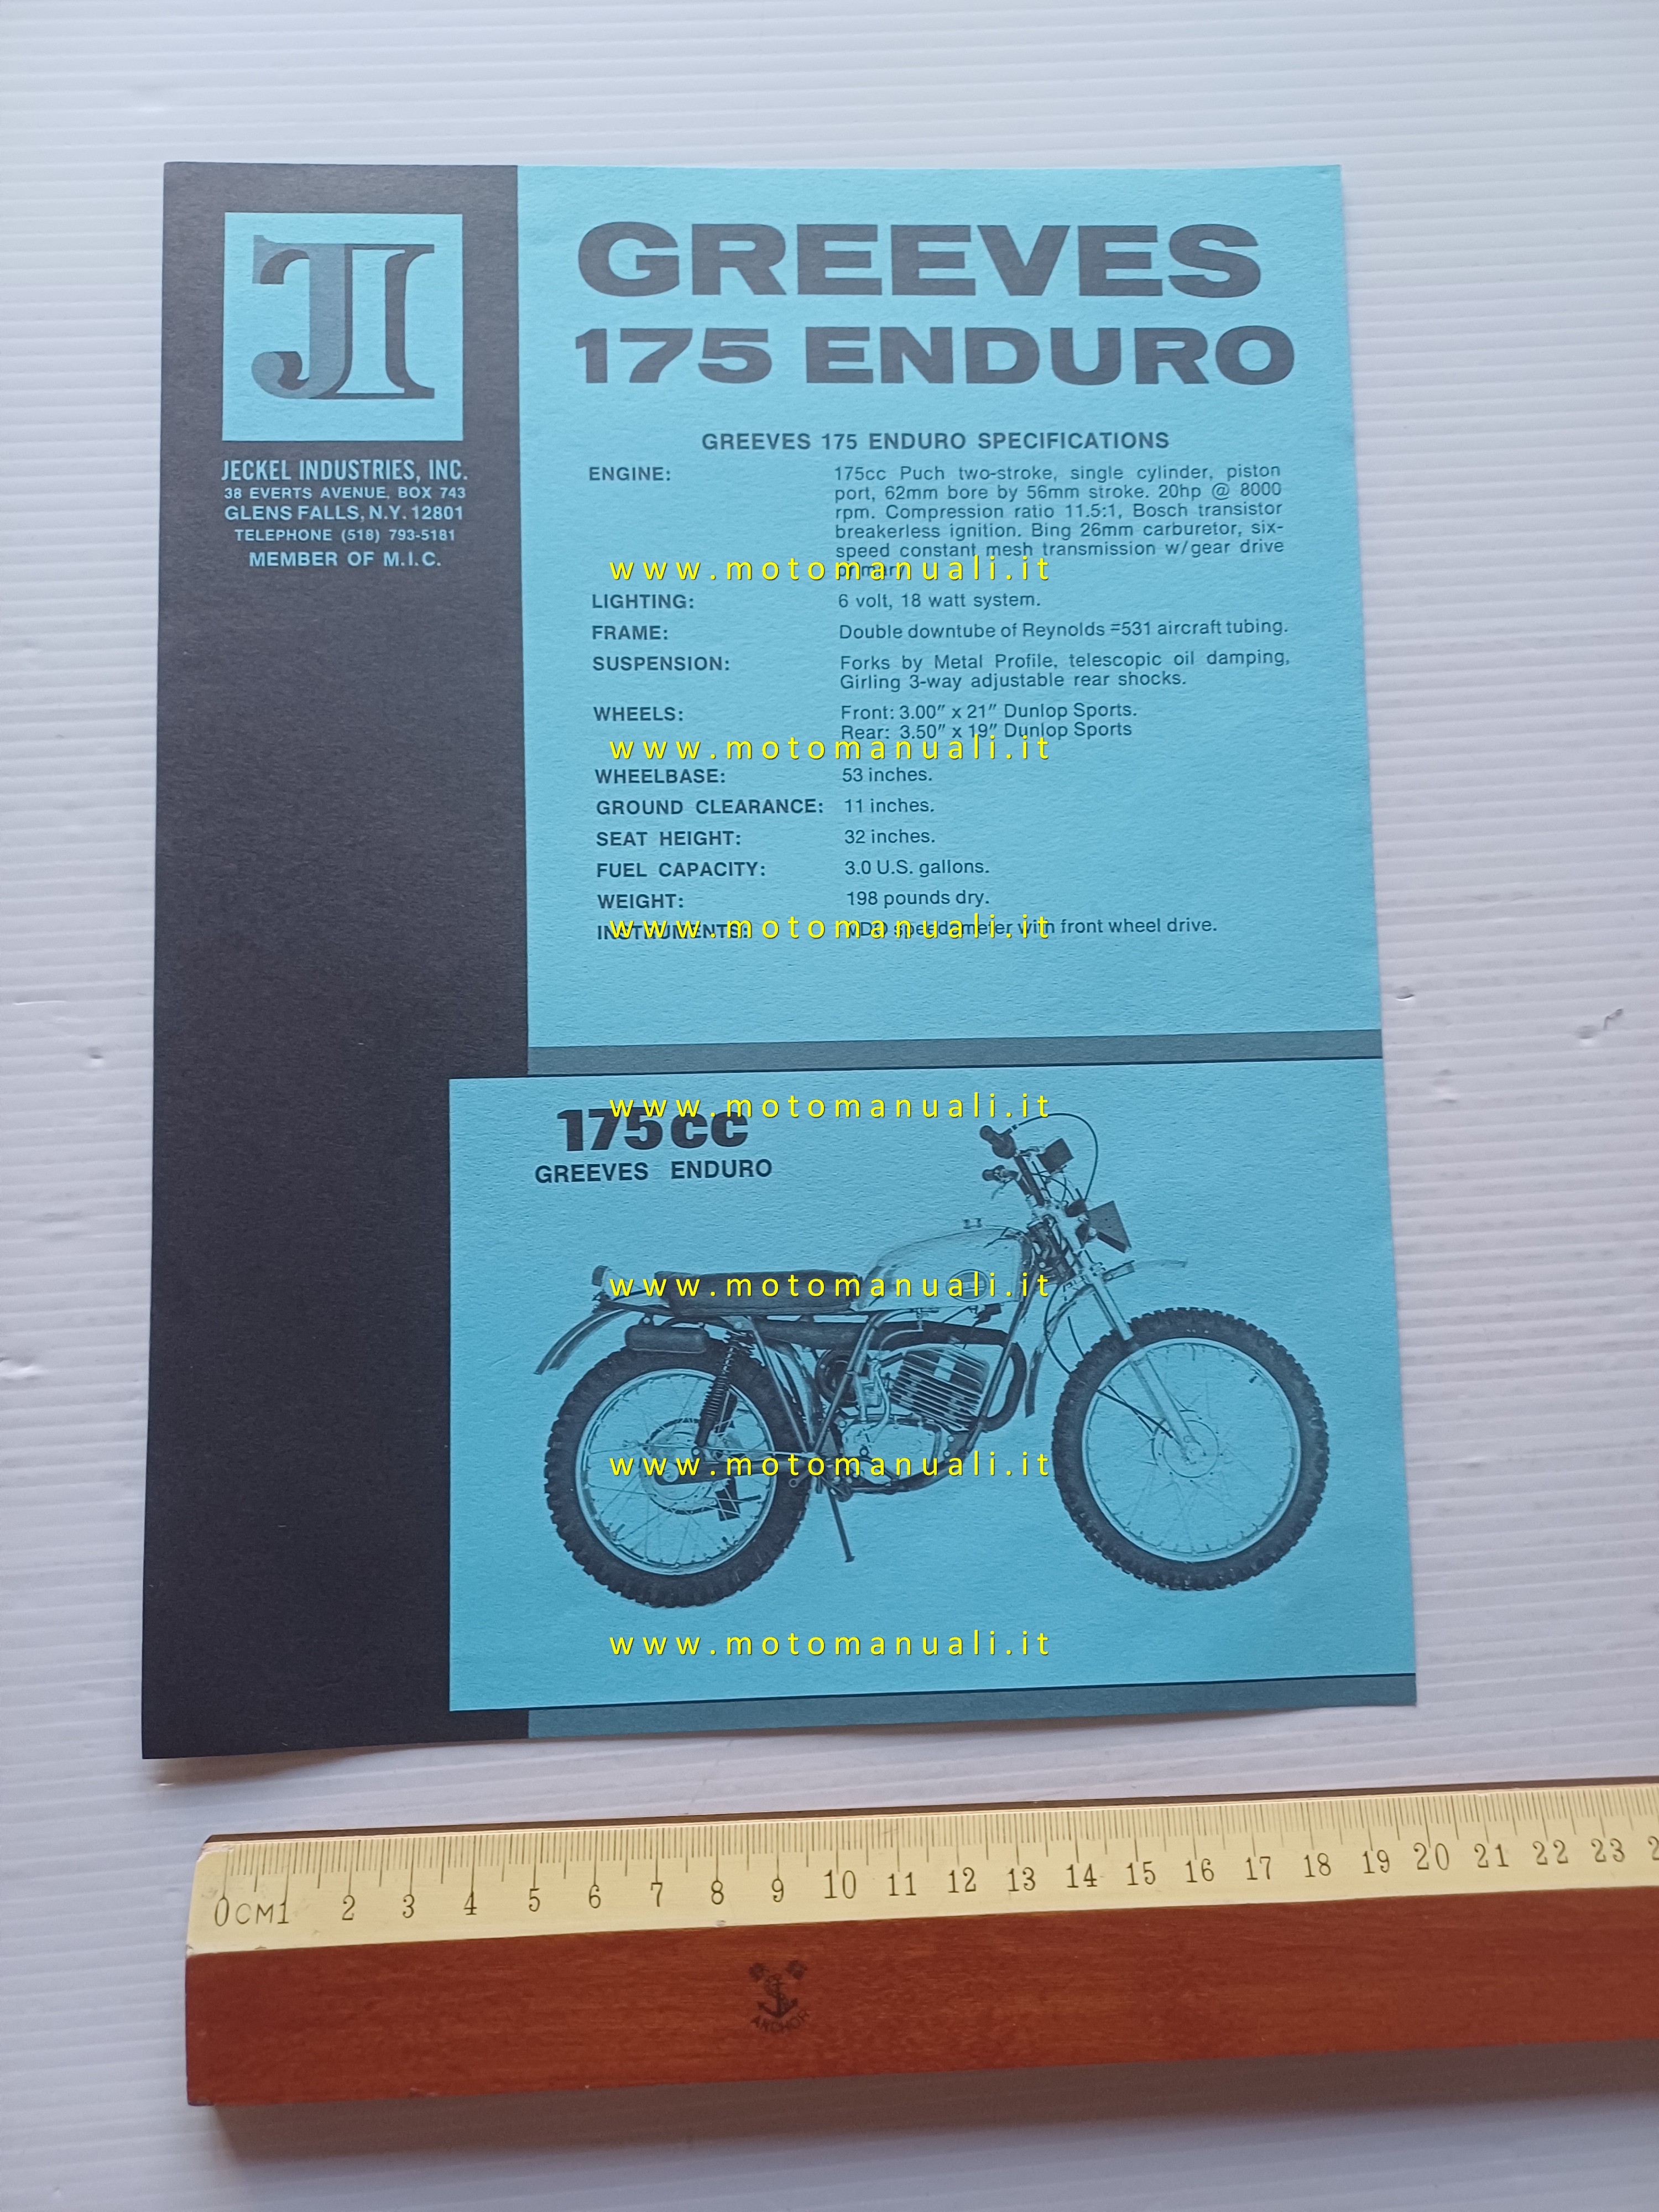 JI
JECKEL INDUSTRIES, INC.
38 EVERTS AVENUE, BOX 743
GLENS FALLS, N.Y. 12801
TELEPHONE (518) 793-5181
MEMBER OF M.I.C.
GREEVES
175 ENDURO
GREEVES 175 ENDURO SPECIFICATIONS
ENGINE: 175cc Puch two-stroke, single cylinder, piston
port, 62mm bore by 56mm stroke. 20hp @ 8000
rpm. Compression ratio 11.5:1, Bosch transistor
breakerless ignition. Bing 26mm carburetor, six-
speed constant mesh transmission w/gear drive
primary
www.motomanuali.it
LIGHTING: 6 volt, 18 watt system.
FRAME: Double downtube of Reynolds =531 aircraft tubing.
SUSPENSION: Forks by Metal Profile, telescopic oil damping,
Girling 3-way adjustable rear shocks.
WHEELS: Front: 3.00" x 21" Dunlop Sports.
Rear: 3.50" x 19" Dunlop Sports
www.motomanuali.it
WHEELBASE: 53 inches.
GROUND CLEARANCE: 11 inches.
SEAT HEIGHT: 32 inches.
FUEL CAPACITY: 3.0 U.S. gallons.
WEIGHT: 198 pounds dry.
INSTRUMENTS: VDO speedometer with front wheel drive.
www.motomanuali.it
www.motomanuali.it
175cc
GREEVES ENDURO
www.motomanuali.it
www.motomanuali.it
www.motomanuali.it
0CM1 2 3 4 5 6 7 8 9 10 11 12 13 14 15 16 17 18 19 20 21 22 23 2
ANCHOR